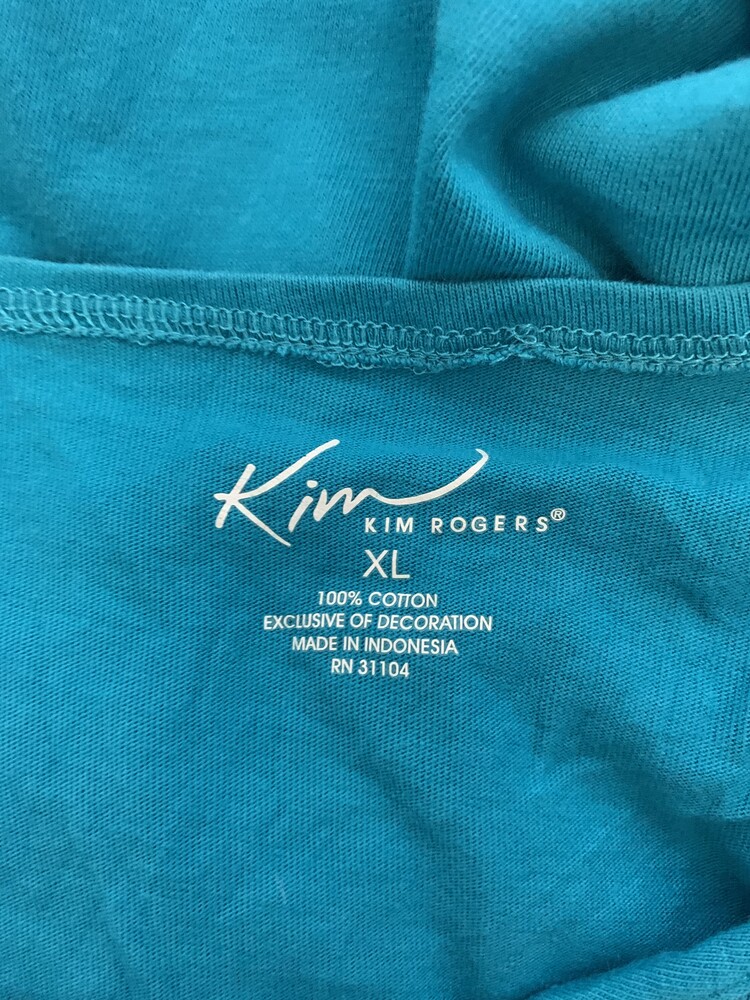 Kim
KIM ROGERS®
XL
100% COTTON
EXCLUSIVE OF DECORATION
MADE IN INDONESIA
RN 31104